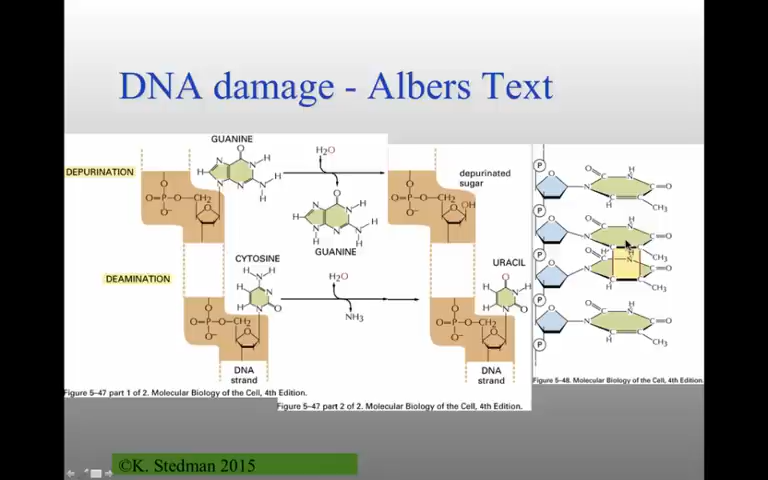 DNA damage - Albers Text
GUANINE
DEPURINATION
H2O
depurinated
sugar
GUANINE
CYTOSINE
DEAMINATION
H2O
NH3
URACIL
DNA
strand
DNA
strand
Figure 5–47 part 1 of 2. Molecular Biology of the Cell, 4th Edition.
Figure 5–47 part 2 of 2. Molecular Biology of the Cell, 4th Edition.
Figure 5–48. Molecular Biology of the Cell, 4th Edition.
©K. Stedman 2015